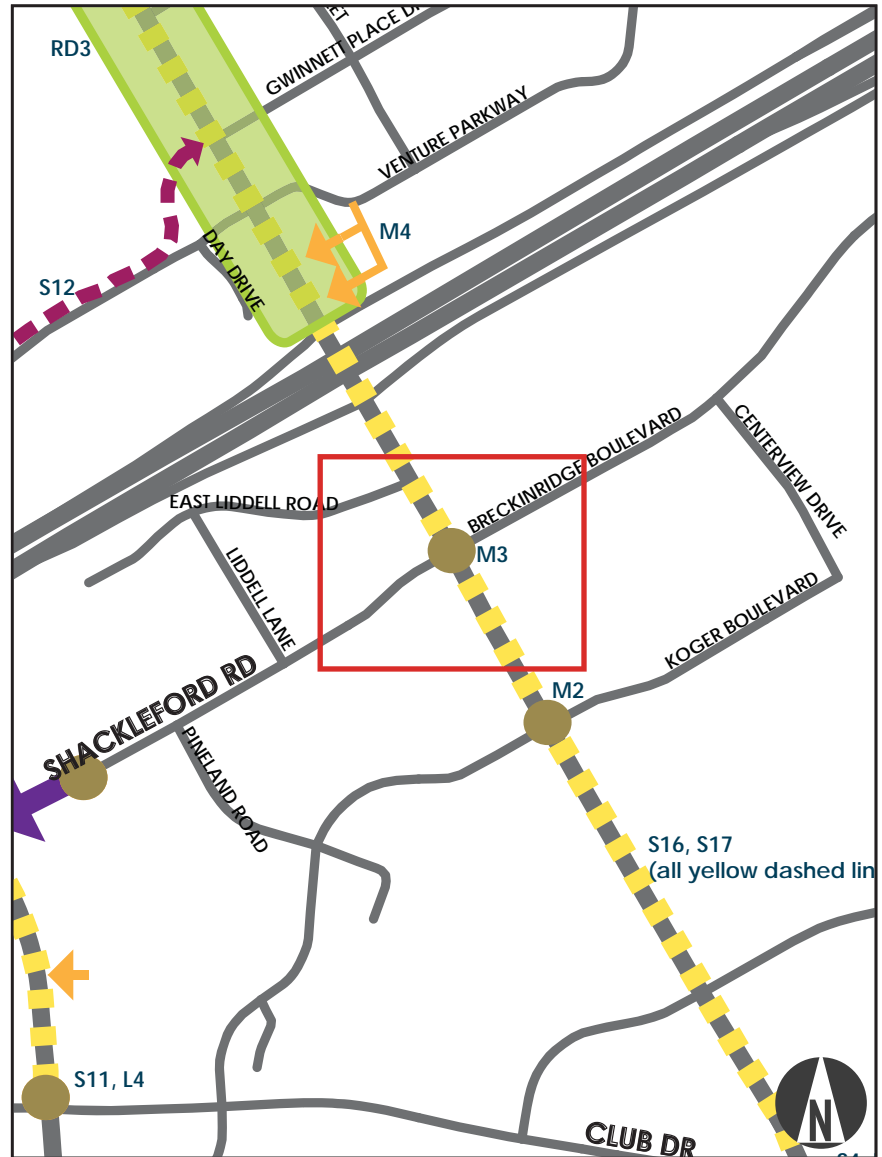 ET
RD3
GWINNETT PLACE D
VENTURE PARKWAY
M4
DAY DRIVE
S12
BRECKINRIDGE BOULEVARD
CENTERVIEW DRIVE
EAST LIDDELL ROAD
M3
LIDDELL LANE
KOGER BOULEVARD
SHACKLEFORD RD
M2
PINELAND ROAD
S16, S17
(all yellow dashed lin
S11, L4
N
CLUB DR